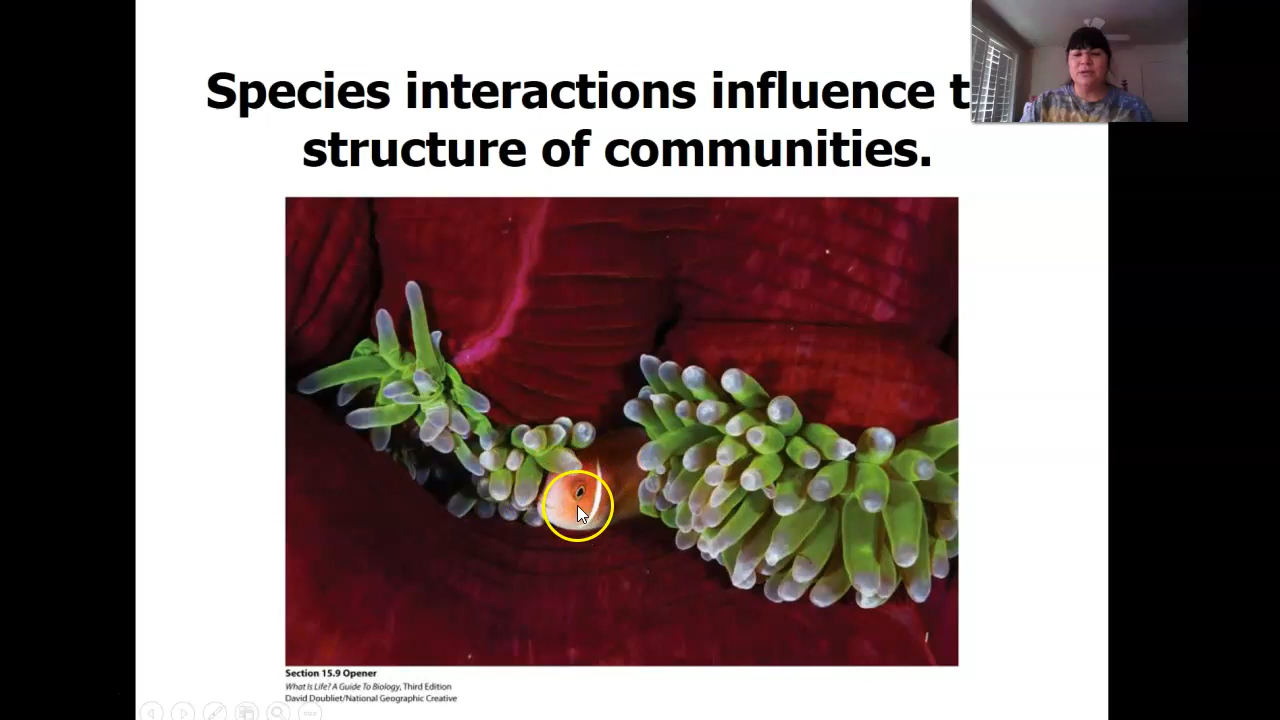 Species interactions influence t
structure of communities.
Section 15.9 Opener
What Is Life? A Guide To Biology, Third Edition
David Doubliet/National Geographic Creative